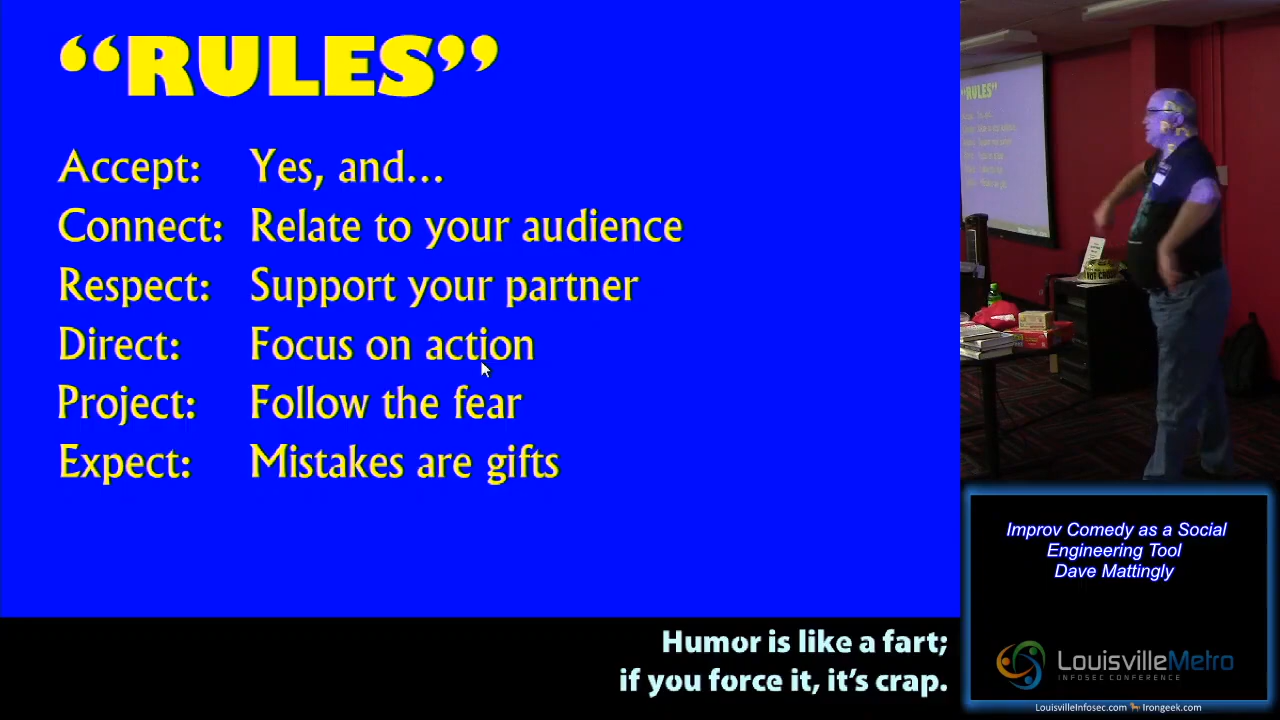 “RULES”
Accept: Yes, and...
Connect: Relate to your audience
Respect: Support your partner
Direct: Focus on action
Project: Follow the fear
Expect: Mistakes are gifts
Humor is like a fart;
if you force it, it’s crap.
“RULES”
Improv Comedy as a Social
Engineering Tool
Dave Mattingly
LouisvilleMetro
INFOSEC CONFERENCE
LouisvilleInfosec.com Irongeek.com